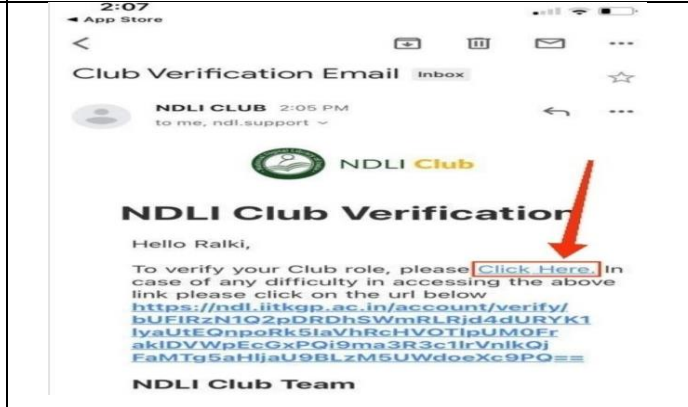 2:07
◄ App Store
Club Verification Email Inbox
NDLI CLUB 2:05 PM
to me, ndl.support
NDLI Club
NDLI Club Verification
Hello Ralki,
To verify your Club role, please Click Here. In
case of any difficulty in accessing the above
link please click on the url below
https://ndl.iitkgp.ac.in/account/verify/
bUFIRzN1Q2pDRDhSWmRLRjd4dURYK1
IyaUtEQnpoRk5IaVhRcHVOTlpUM0Fr
akIDVWpEcGxPQi9ma3R3c1lrVnlkQj
FaMTg5aHljaU9BLzM5UWdoeXc9PQ==
NDLI Club Team